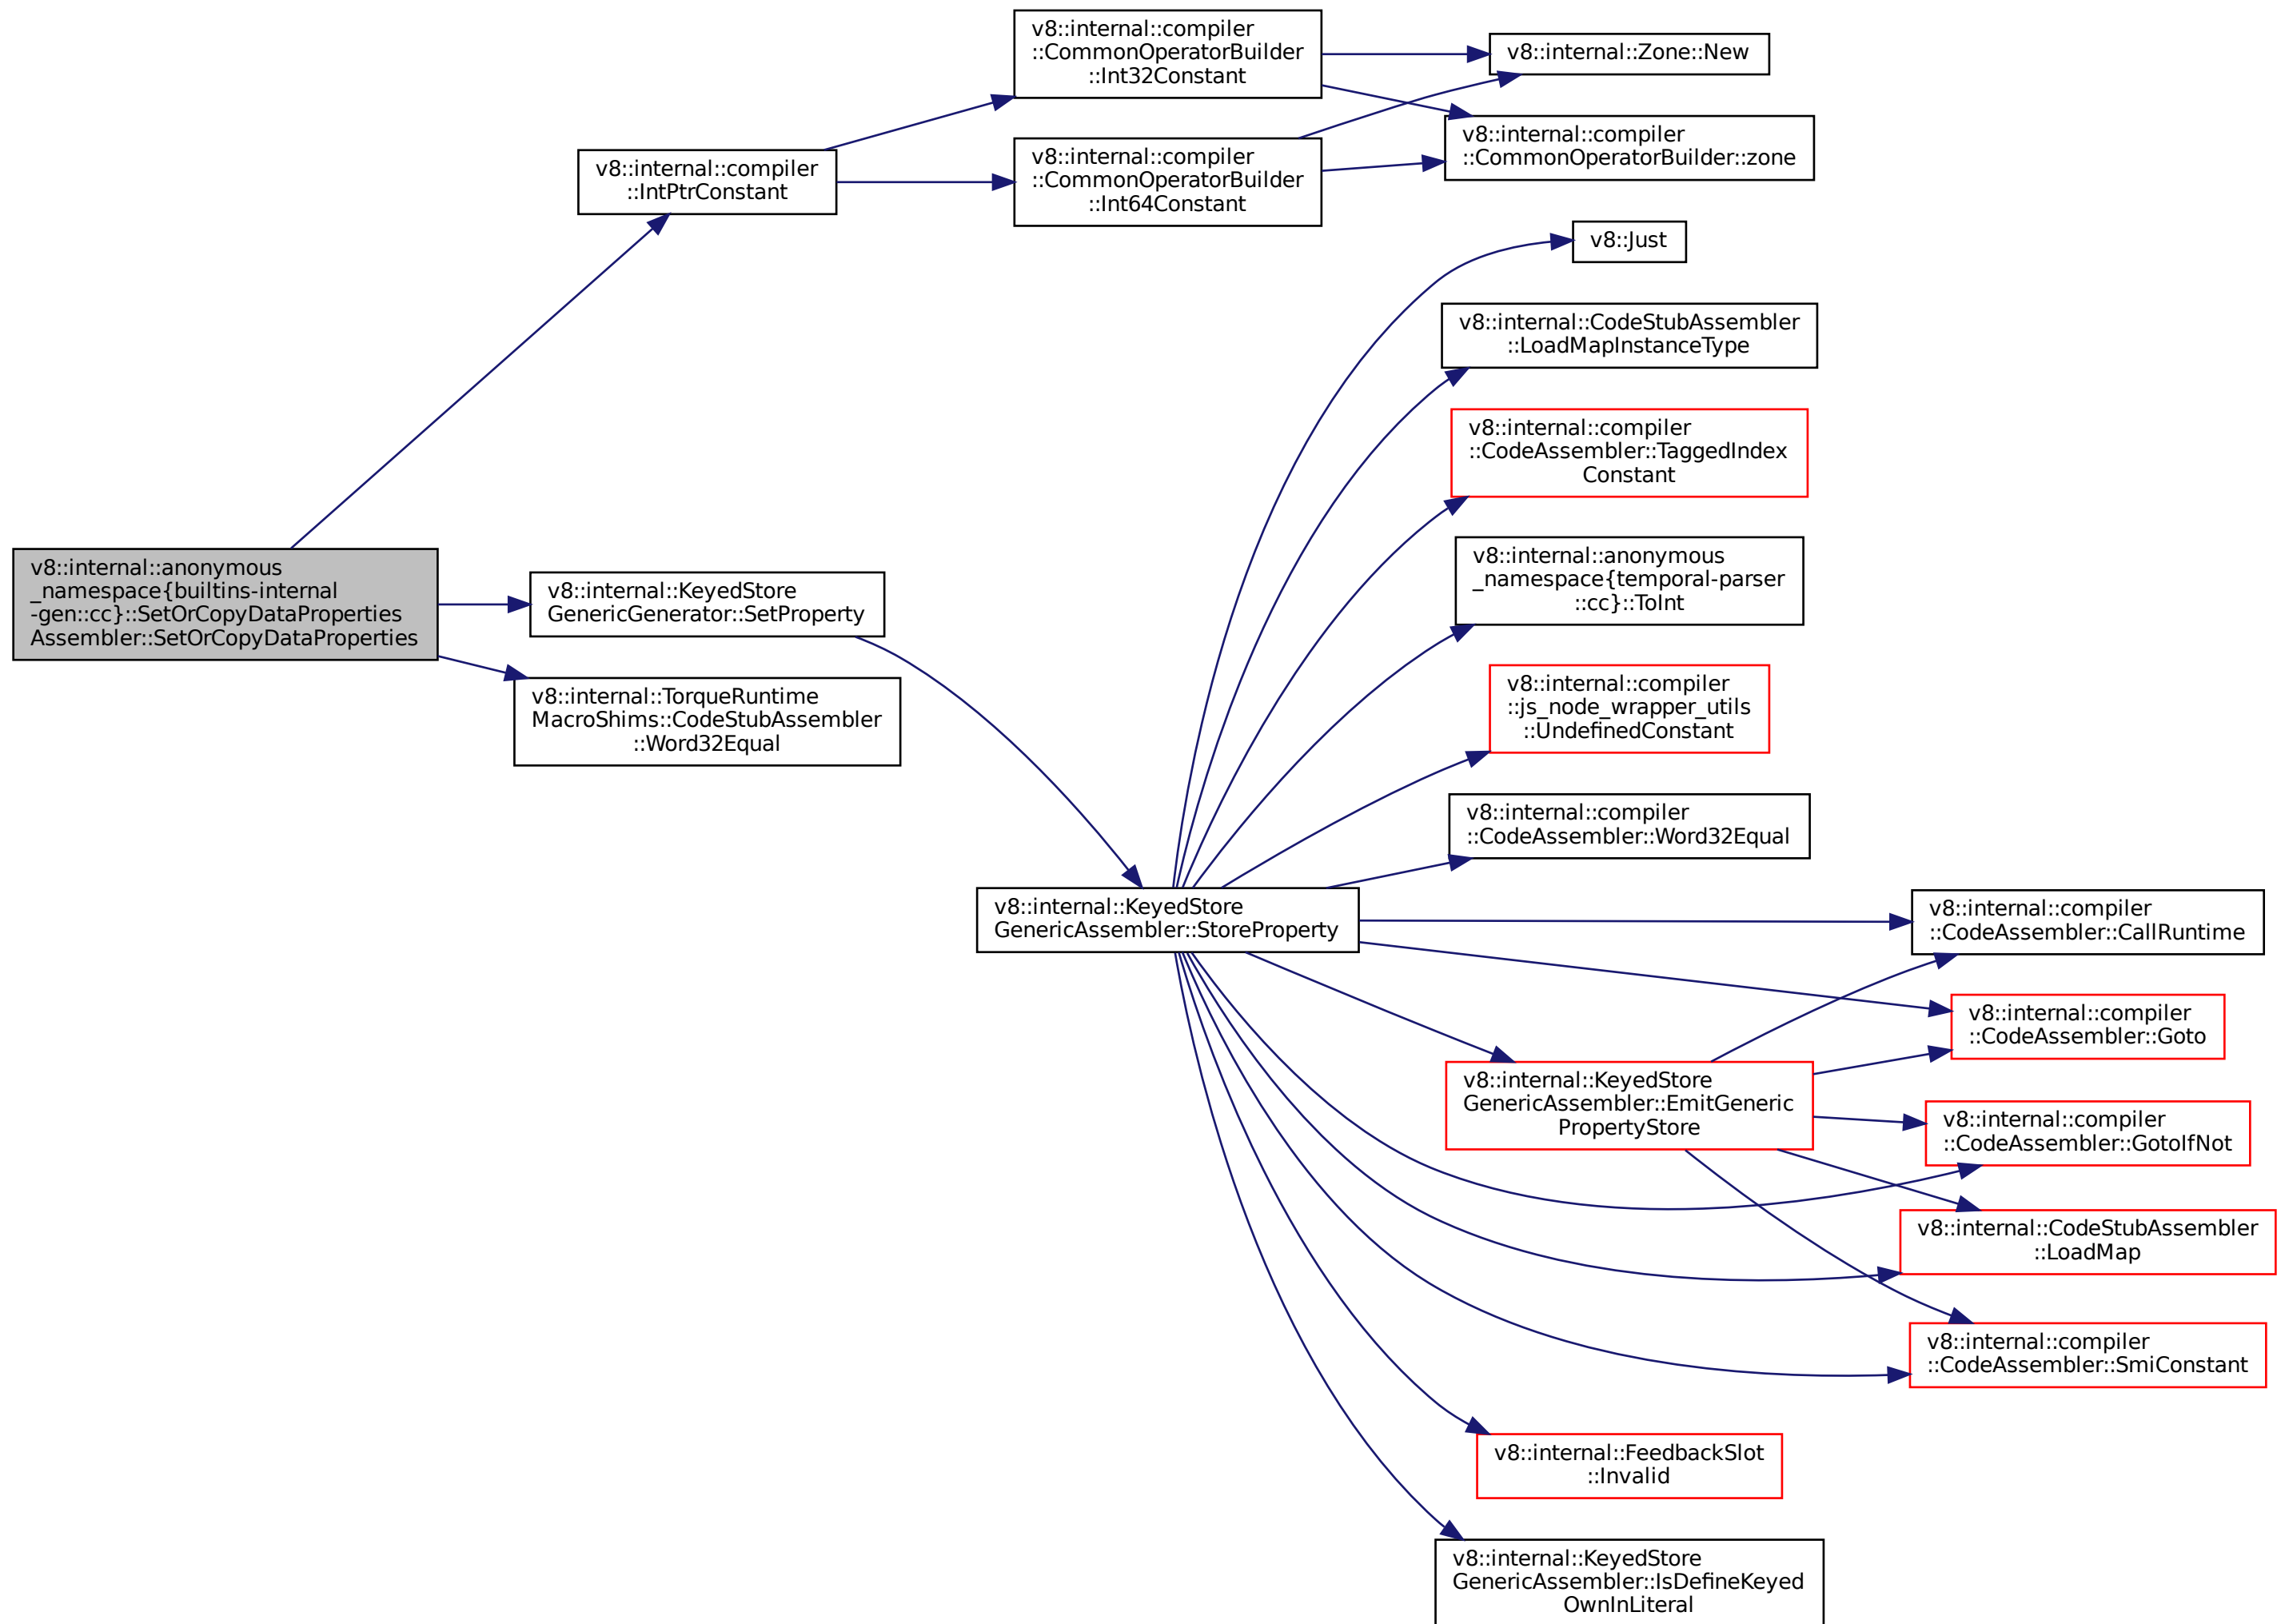 v8::internal::compiler
::CommonOperatorBuilder
::Int32Constant
v8::internal::Zone::New
v8::internal::compiler
::CommonOperatorBuilder::zone
v8::internal::compiler
::IntPtrConstant
v8::internal::compiler
::CommonOperatorBuilder
::Int64Constant
v8::Just
v8::internal::CodeStubAssembler
::LoadMapInstanceType
v8::internal::compiler
::CodeAssembler::TaggedIndex
Constant
v8::internal::anonymous
_namespace{temporal-parser
::cc}::ToInt
v8::internal::anonymous
_namespace{builtins-internal
-gen::cc}::SetOrCopyDataProperties
Assembler::SetOrCopyDataProperties
v8::internal::KeyedStore
GenericGenerator::SetProperty
v8::internal::TorqueRuntime
MacroShims::CodeStubAssembler
::Word32Equal
v8::internal::compiler
::js_node_wrapper_utils
::UndefinedConstant
v8::internal::compiler
::CodeAssembler::Word32Equal
v8::internal::KeyedStore
GenericAssembler::StoreProperty
v8::internal::compiler
::CodeAssembler::CallRuntime
v8::internal::compiler
::CodeAssembler::Goto
v8::internal::KeyedStore
GenericAssembler::EmitGeneric
PropertyStore
v8::internal::compiler
::CodeAssembler::GotoIfNot
v8::internal::CodeStubAssembler
::LoadMap
v8::internal::compiler
::CodeAssembler::SmiConstant
v8::internal::FeedbackSlot
::Invalid
v8::internal::KeyedStore
GenericAssembler::IsDefineKeyed
OwnInLiteral